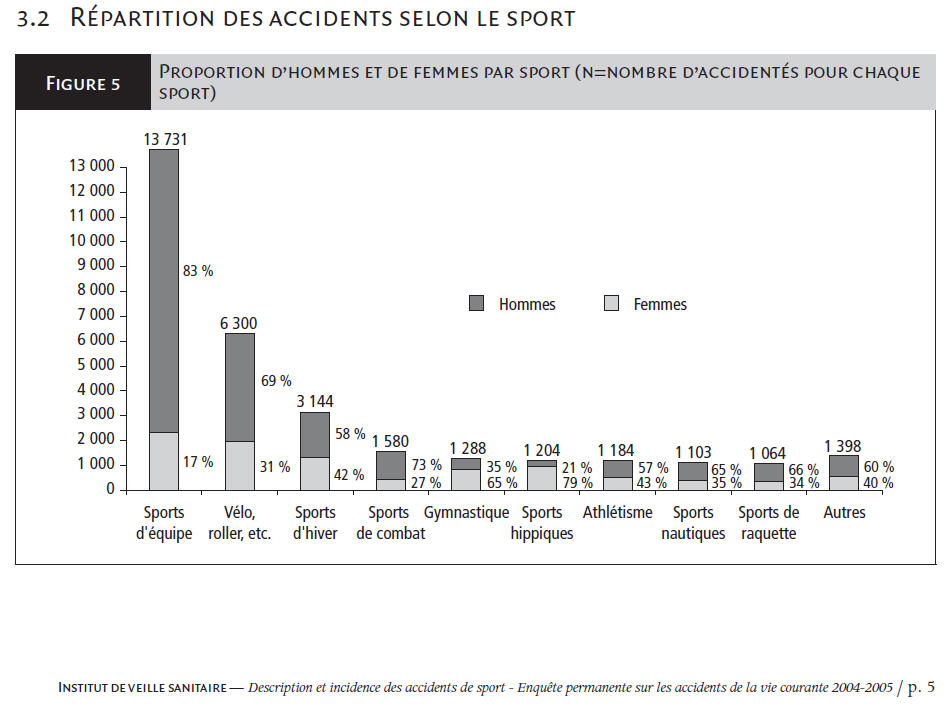 3.2 RÉPARTITION DES ACCIDENTS SELON LE SPORT
FIGURE 5
PROPORTION D'HOMMES ET DE FEMMES PAR SPORT (N=NOMBRE D'ACCIDENTÉS POUR CHAQUE
SPORT)
13 731
13 000
12 000
11 000
10 000
9 000
8 000
7 000
6 000
5 000
4 000
3 000
2 000
1 000
0
83 %
17 %
6 300
69 %
31 %
3 144
58 %
42 %
1 580
73 %
27 %
1 288
35 %
65 %
1 204
21 %
79 %
1 184
57 %
43 %
1 103
65 %
35 %
1 064
66 %
34 %
1 398
60 %
40 %
Hommes
Femmes
Sports
d'équipe
Vélo,
roller, etc.
Sports
d'hiver
Sports
de combat
Gymnastique
Sports
hippiques
Athlétisme
Sports
nautiques
Sports de
raquette
Autres
INSTITUT DE VEILLE SANITAIRE — Description et incidence des accidents de sport - Enquête permanente sur les accidents de la vie courante 2004-2005 / p. 5